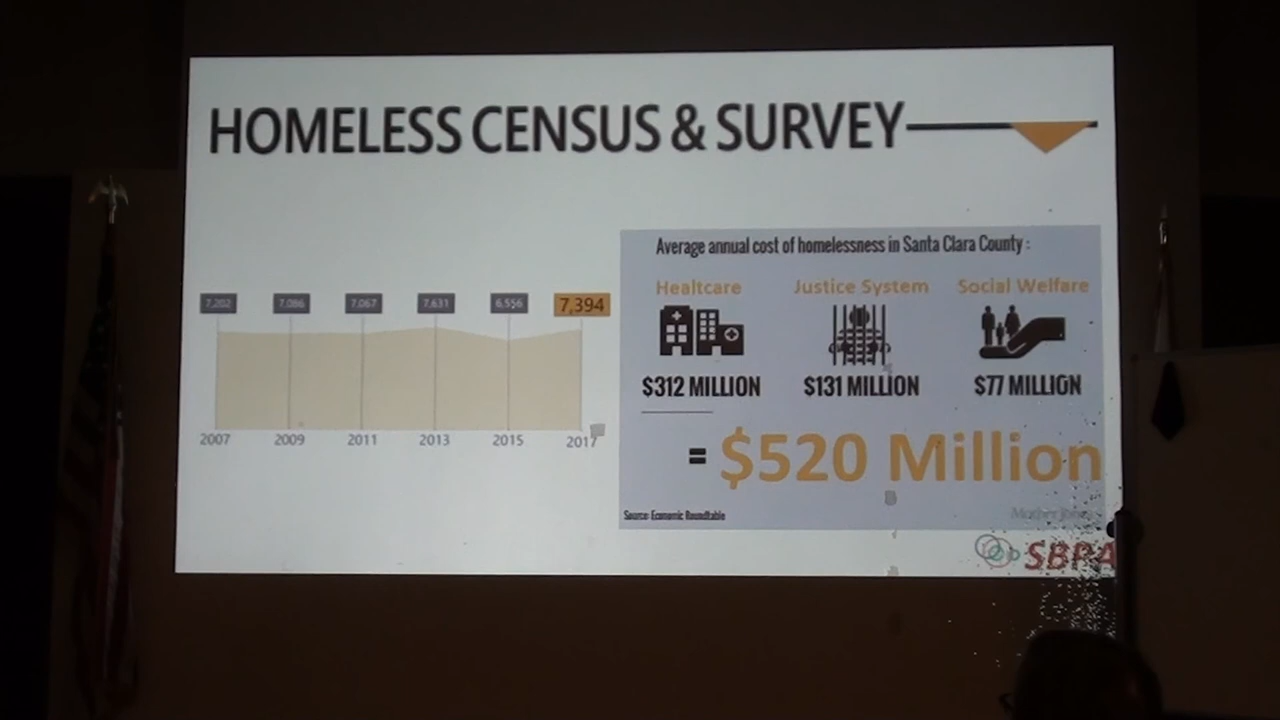 HOMELESS CENSUS & SURVEY
7,202 7,086 7,067 7,631 6,556 7,394
2007 2009 2011 2013 2015 2017
Average annual cost of homelessness in Santa Clara County :
Healtcare Justice System Social Welfare
$312 MILLION $131 MILLION $77 MILLION
= $520 Million
Source: Economic Roundtable
Mother Jones
SBPA